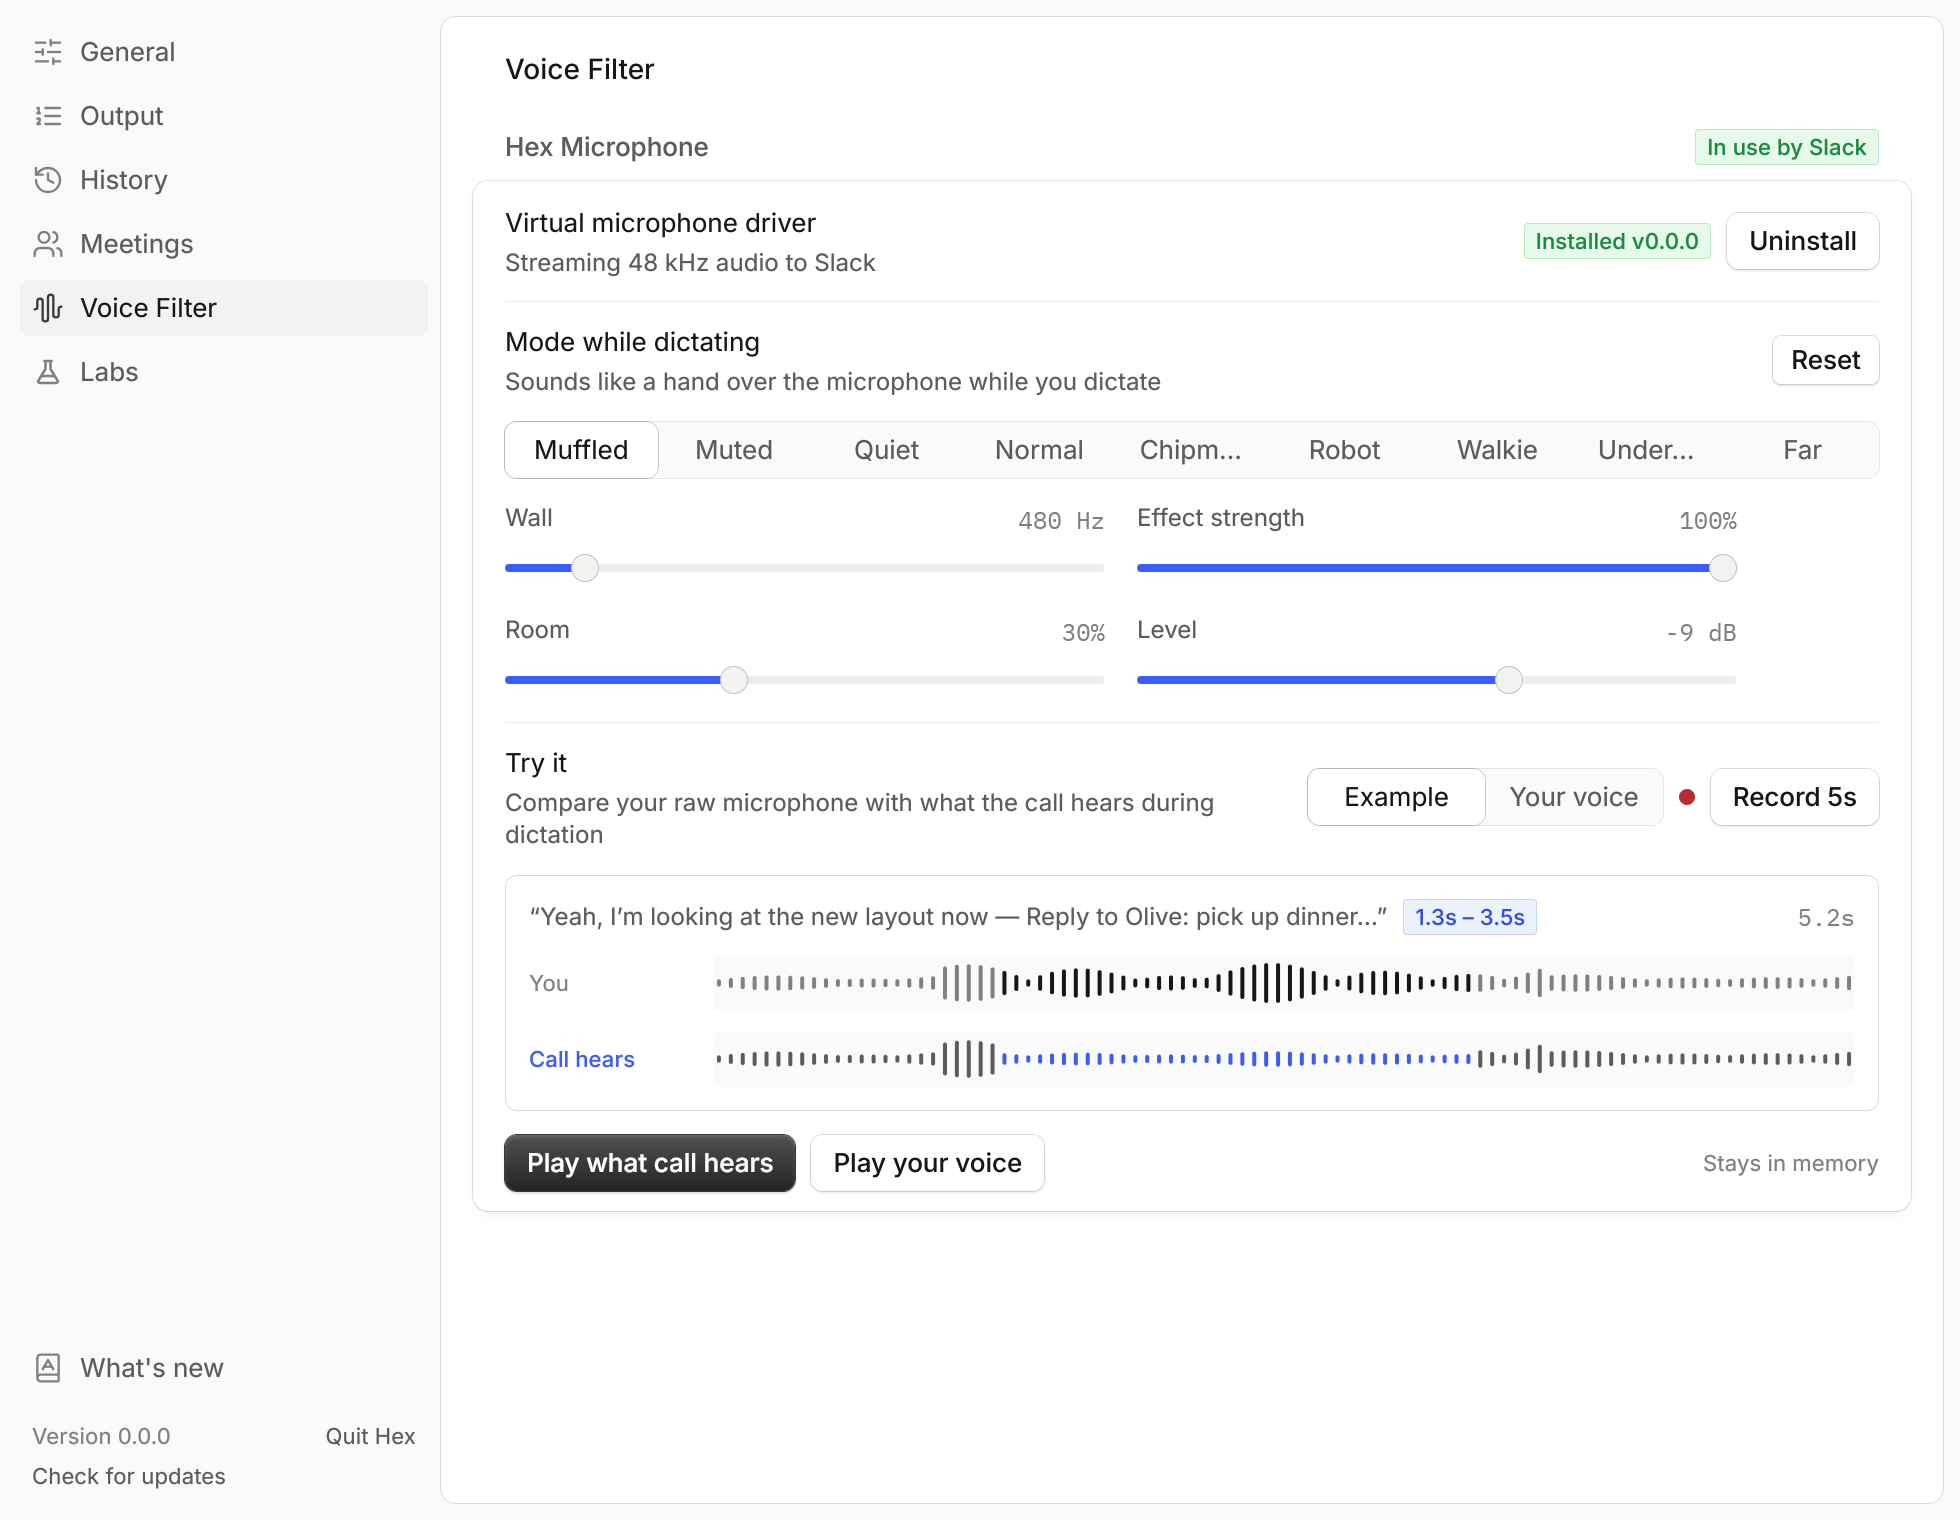 General
Output
History
Meetings
Voice Filter
Labs
What's new
Version 0.0.0
Quit Hex
Check for updates
Voice Filter
Hex Microphone
In use by Slack
Virtual microphone driver
Streaming 48 kHz audio to Slack
Installed v0.0.0
Uninstall
Mode while dictating
Sounds like a hand over the microphone while you dictate
Reset
Muffled Muted Quiet Normal Chipm... Robot Walkie Under... Far
Wall 480 Hz
Effect strength 100%
Room 30%
Level -9 dB
Try it
Compare your raw microphone with what the call hears during
dictation
Example Your voice
Record 5s
“Yeah, I’m looking at the new layout now — Reply to Olive: pick up dinner...” 1.3s – 3.5s 5.2s
You
Call hears
Play what call hears
Play your voice
Stays in memory